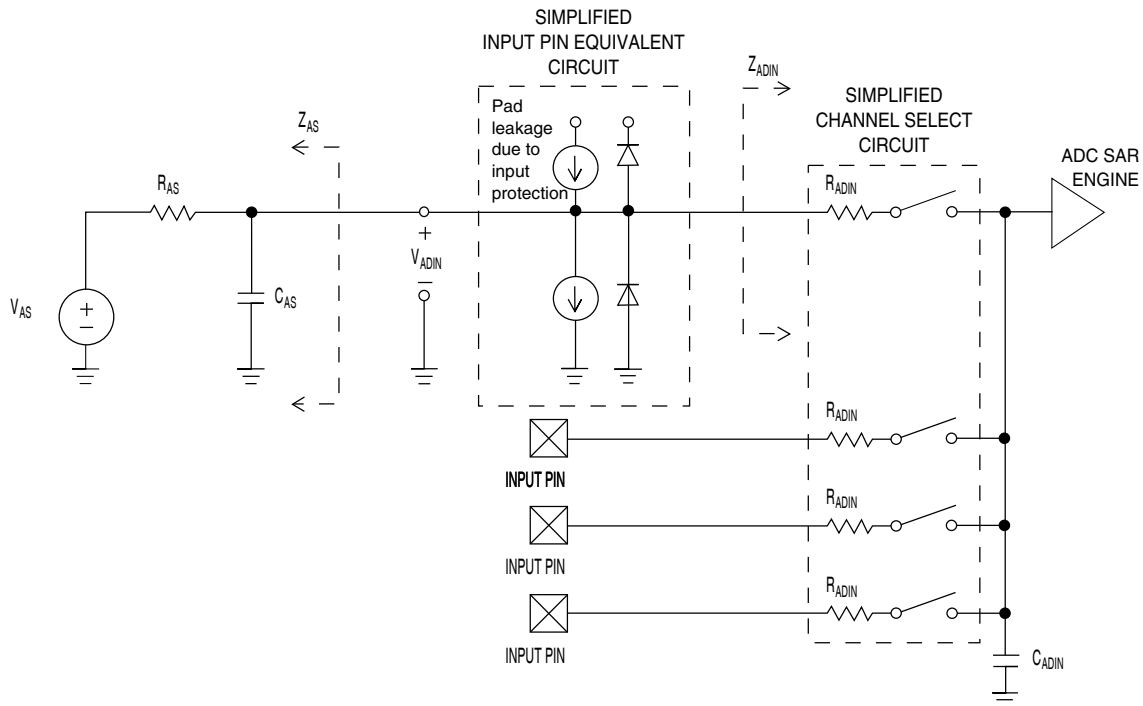 SIMPLIFIED
INPUT PIN EQUIVALENT
CIRCUIT
Pad
leakage
due to
input
protection
Z_ADIN
SIMPLIFIED
CHANNEL SELECT
CIRCUIT
ADC SAR
ENGINE
Z_AS
R_AS
R_ADIN
+
V_ADIN
–
C_AS
V_AS
+
–
R_ADIN
INPUT PIN
R_ADIN
INPUT PIN
R_ADIN
INPUT PIN
C_ADIN